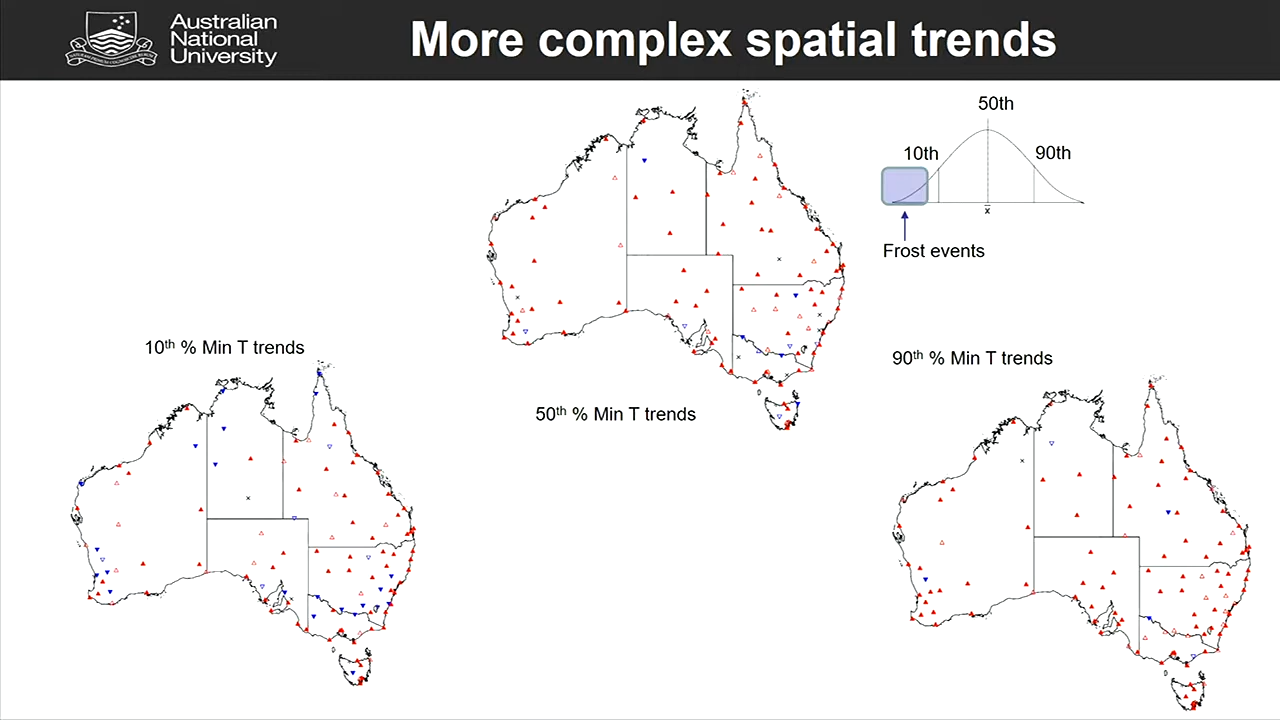 Australian
National
University
More complex spatial trends
50th
10th
90th
x̄
Frost events
10th % Min T trends
50th % Min T trends
90th % Min T trends